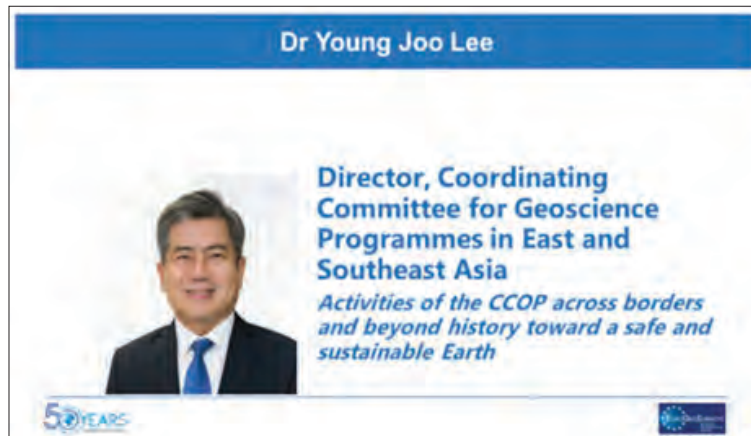 Dr Young Joo Lee
Director, Coordinating
Committee for Geoscience
Programmes in East and
Southeast Asia
Activities of the CCOP across borders
and beyond history toward a safe and
sustainable Earth
50 YEARS